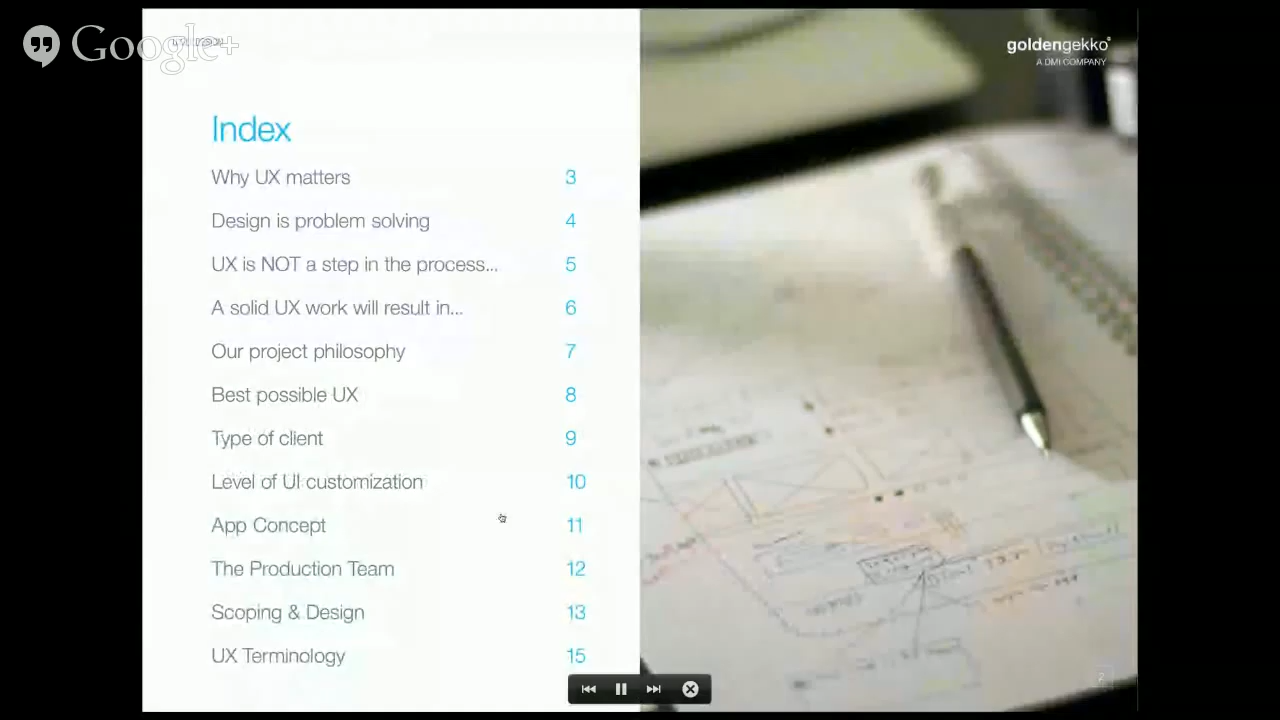 Google+
goldengekko
A DMI COMPANY
Index
Why UX matters 3
Design is problem solving 4
UX is NOT a step in the process... 5
A solid UX work will result in... 6
Our project philosophy 7
Best possible UX 8
Type of client 9
Level of UI customization 10
App Concept 11
The Production Team 12
Scoping & Design 13
UX Terminology 15
2